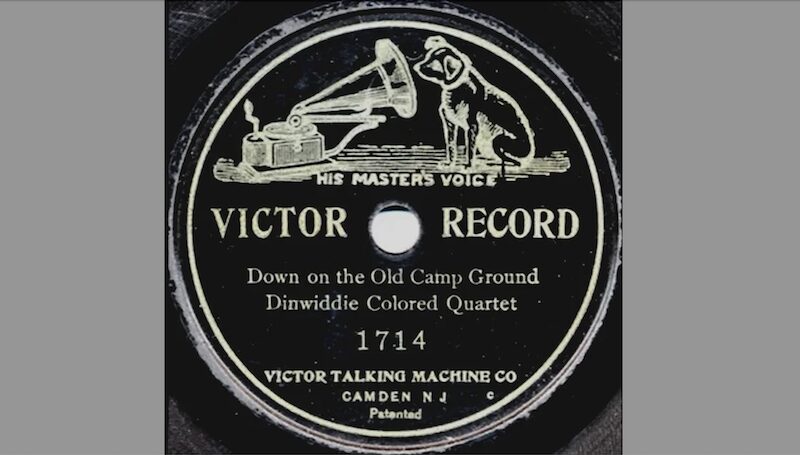 HIS MASTER'S VOICE
VICTOR RECORD
Down on the Old Camp Ground
Dinwiddie Colored Quartet
1714
VICTOR TALKING MACHINE CO
CAMDEN N J c
Patented